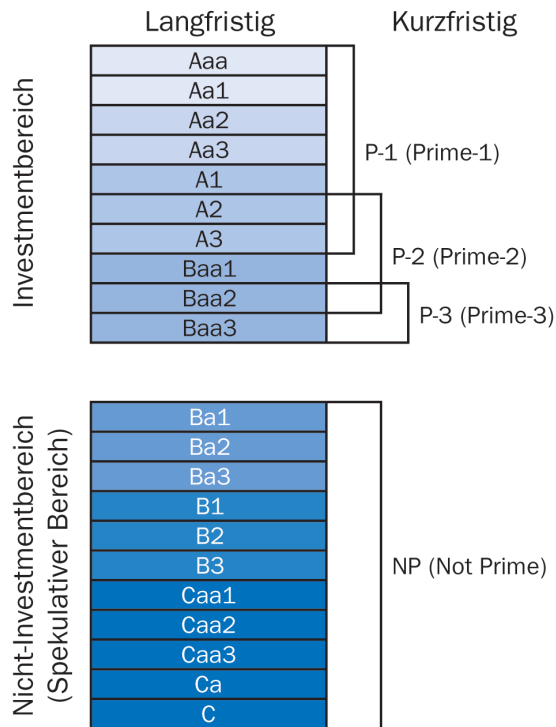 Langfristig Kurzfristig
Investmentbereich
Aaa
Aa1
Aa2
Aa3
A1
A2
A3
Baa1
Baa2
Baa3
P-1 (Prime-1)
P-2 (Prime-2)
P-3 (Prime-3)
Nicht-Investmentbereich
(Spekulativer Bereich)
Ba1
Ba2
Ba3
B1
B2
B3
Caa1
Caa2
Caa3
Ca
C
NP (Not Prime)